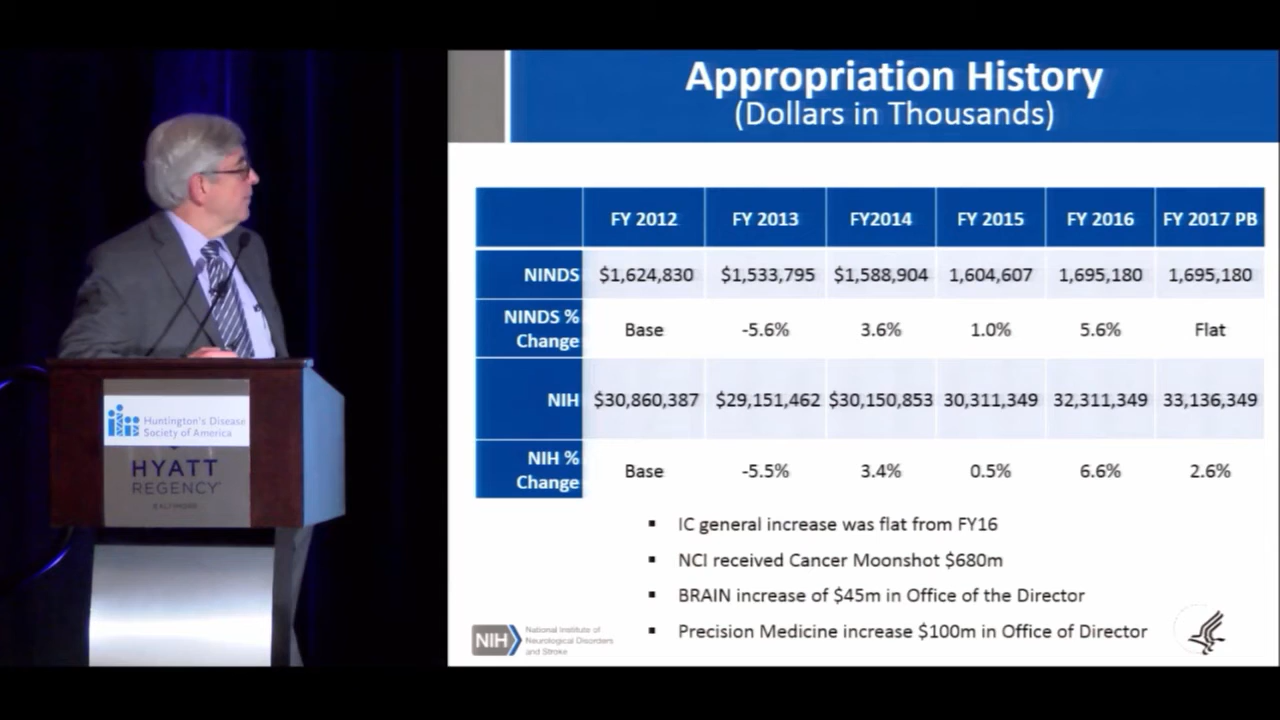 Appropriation History
(Dollars in Thousands)
FY 2012 FY 2013 FY2014 FY 2015 FY 2016 FY 2017 PB
NINDS $1,624,830 $1,533,795 $1,588,904 1,604,607 1,695,180 1,695,180
NINDS %
Change Base -5.6% 3.6% 1.0% 5.6% Flat
NIH $30,860,387 $29,151,462 $30,150,853 30,311,349 32,311,349 33,136,349
NIH %
Change Base -5.5% 3.4% 0.5% 6.6% 2.6%
▪ IC general increase was flat from FY16
▪ NCI received Cancer Moonshot $680m
▪ BRAIN increase of $45m in Office of the Director
▪ Precision Medicine increase $100m in Office of Director
NIH
National Institute of
Neurological Disorders
and Stroke
Huntington's Disease
Society of America
HYATT
REGENCY
BALTIMORE